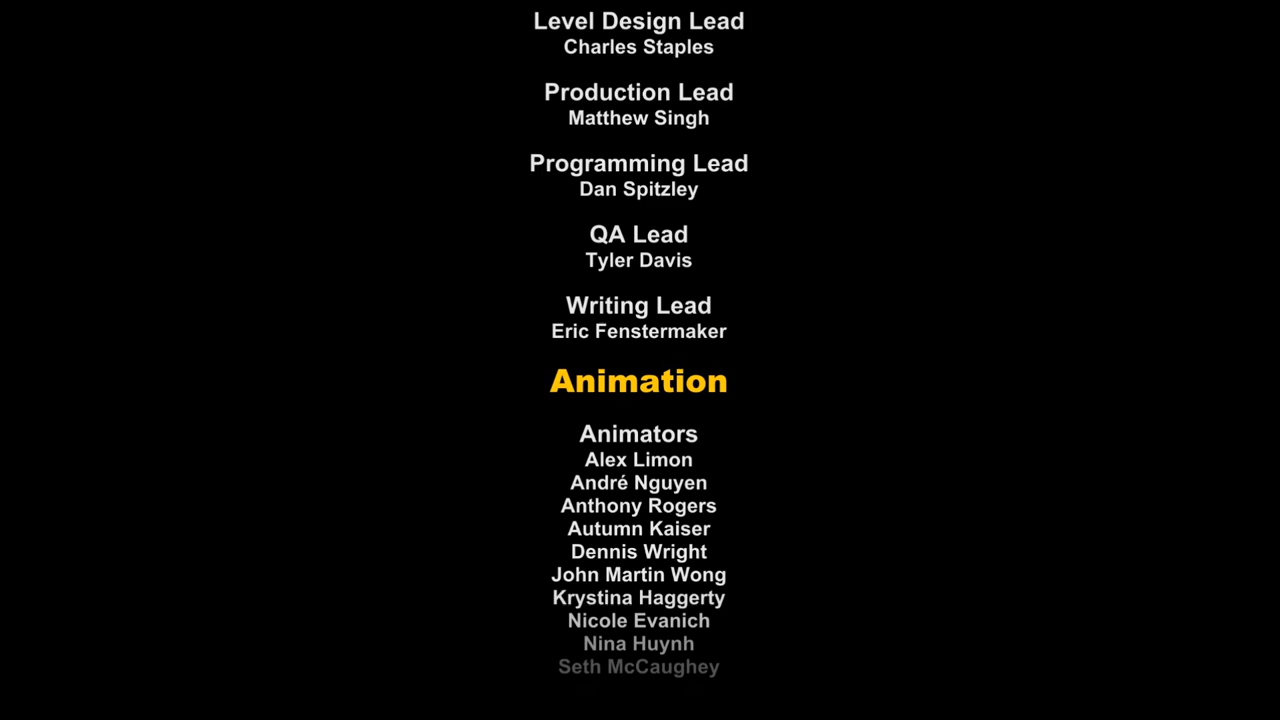 Level Design Lead
Charles Staples
Production Lead
Matthew Singh
Programming Lead
Dan Spitzley
QA Lead
Tyler Davis
Writing Lead
Eric Fenstermaker
Animation
Animators
Alex Limon
André Nguyen
Anthony Rogers
Autumn Kaiser
Dennis Wright
John Martin Wong
Krystina Haggerty
Nicole Evanich
Nina Huynh
Seth McCaughey